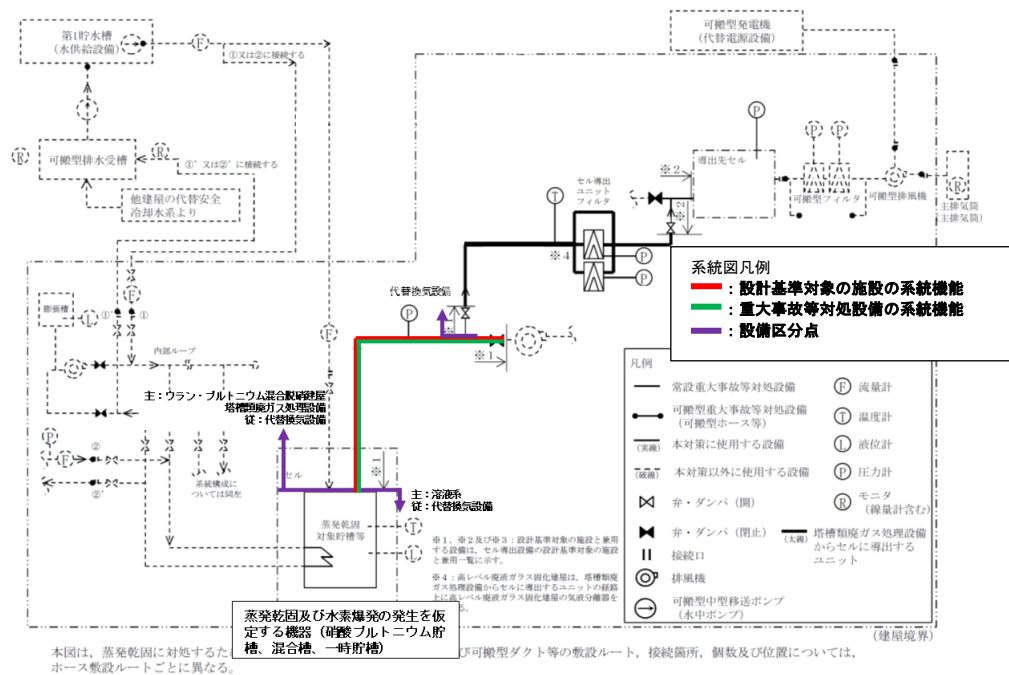 第1貯水槽
(水供給設備)
F
①又は②に接続する
可搬型発電機
(代替電源設備)
R
可搬型排水受槽
R
①’又は②’に接続する
他建屋の代替安全
冷却水系より
P
P
P
※2
導出先セル
セル導出
ユニット
フィルタ
T
※2
可搬型フィルタ
可搬型排風機
R
主排気筒
(主排気筒)
※4
P
P
系統図凡例
:設計基準対象の施設の系統機能
:重大事故等対処設備の系統機能
:設備区分点
代替換気設備
膨張槽
L
F
①’
①
P
F
※1
内部ループ
主:ウラン・プルトニウム混合脱硝建屋
塔槽類廃ガス処理設備
従:代替換気設備
P
F
②
②’
系統構成に
ついては同左
セル
※1
主:溶液系
従:代替換気設備
蒸発乾固
対象貯槽等
T
L
凡例
常設重大事故等対処設備
可搬型重大事故等対処設備
(可搬型ホース等)
(実線)
本対策に使用する設備
(破線)
本対策以外に使用する設備
弁・ダンパ(開)
弁・ダンパ(閉止)
接続口
排風機
可搬型中型移送ポンプ
(水中ポンプ)
F 流量計
T 温度計
L 液位計
P 圧力計
R モニタ
(線量計含む)
(太線)
塔槽類廃ガス処理設備
からセルに導出する
ユニット
※1,※2及び※3:設計基準対象の施設と兼用
する設備は、セル導出設備の設計基準対象の施設
と兼用一覧に示す。
※4:高レベル廃液ガラス固化建屋は,塔槽類廃
ガス処理設備からセルに導出するユニットの経路
上に高レベル廃液ガラス固化建屋の気液分離器を
る。
蒸発乾固及び水素爆発の発生を仮
定する機器(硝酸プルトニウム貯
槽、混合槽、一時貯槽)
(建屋境界)
本図は,蒸発乾固に対処するた
び可搬型ダクト等の敷設ルート,接続箇所,個数及び位置については,
ホース敷設ルートごとに異なる。